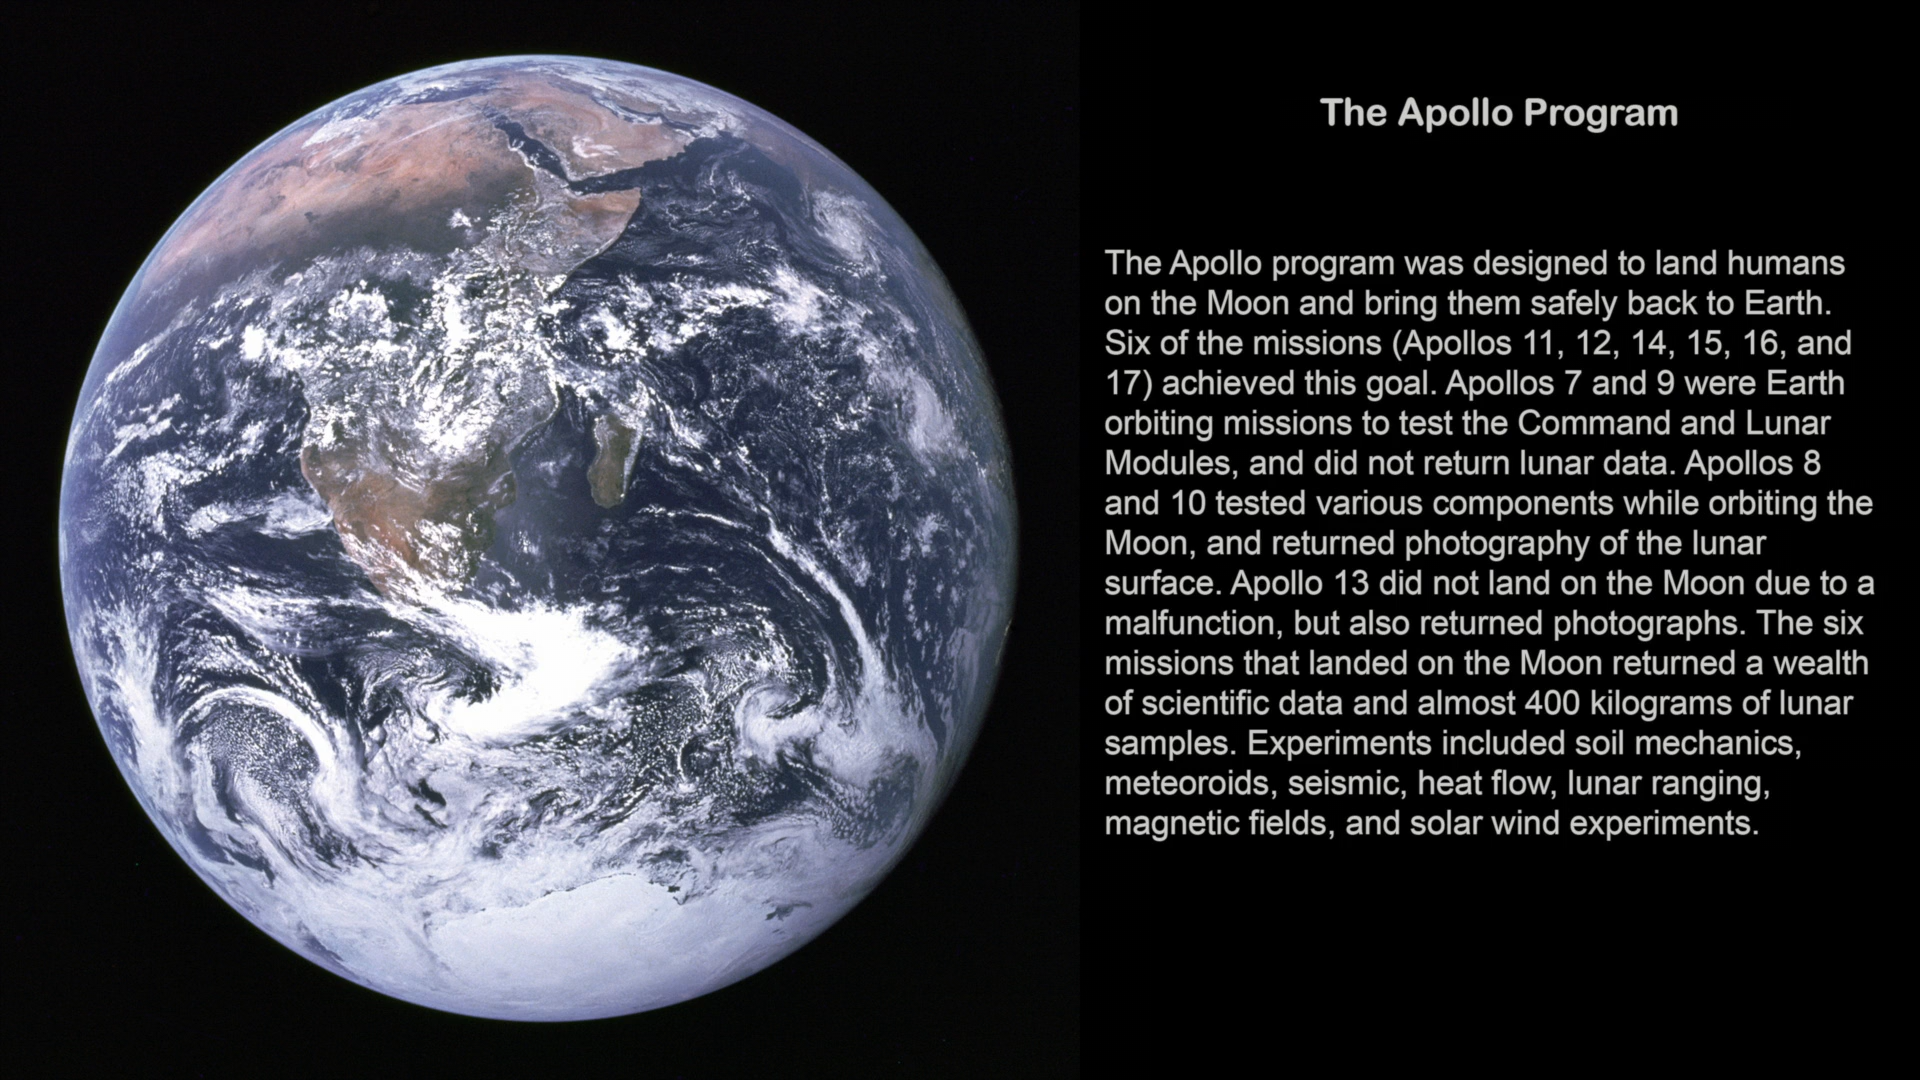 The Apollo Program
The Apollo program was designed to land humans
on the Moon and bring them safely back to Earth.
Six of the missions (Apollos 11, 12, 14, 15, 16, and
17) achieved this goal. Apollos 7 and 9 were Earth
orbiting missions to test the Command and Lunar
Modules, and did not return lunar data. Apollos 8
and 10 tested various components while orbiting the
Moon, and returned photography of the lunar
surface. Apollo 13 did not land on the Moon due to a
malfunction, but also returned photographs. The six
missions that landed on the Moon returned a wealth
of scientific data and almost 400 kilograms of lunar
samples. Experiments included soil mechanics,
meteoroids, seismic, heat flow, lunar ranging,
magnetic fields, and solar wind experiments.